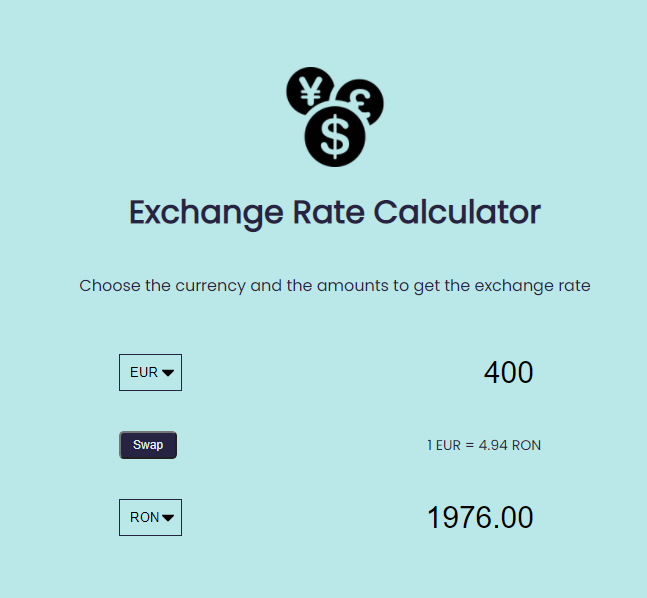 ¥ £
$
Exchange Rate Calculator
Choose the currency and the amounts to get the exchange rate
EUR 400
Swap 1 EUR = 4.94 RON
RON 1976.00